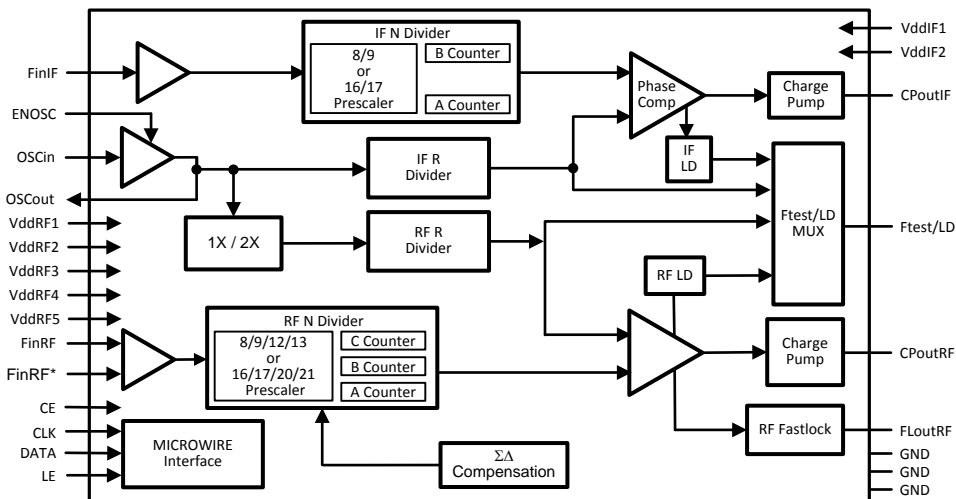 IF N Divider
8/9
or
16/17
Prescaler
B Counter
A Counter
FinIF
ENOSC
OSCin
OSCout
VddRF1
VddRF2
VddRF3
VddRF4
VddRF5
FinRF
FinRF*
CE
CLK
DATA
LE
IF R
Divider
1X / 2X
RF R
Divider
RF N Divider
8/9/12/13
or
16/17/20/21
Prescaler
C Counter
B Counter
A Counter
MICROWIRE
Interface
ΣΔ
Compensation
Phase
Comp
Charge
Pump
IF
LD
Ftest/LD
MUX
RF LD
Charge
Pump
RF Fastlock
VddIF1
VddIF2
CPoutIF
Ftest/LD
CPoutRF
FLoutRF
GND
GND
GND